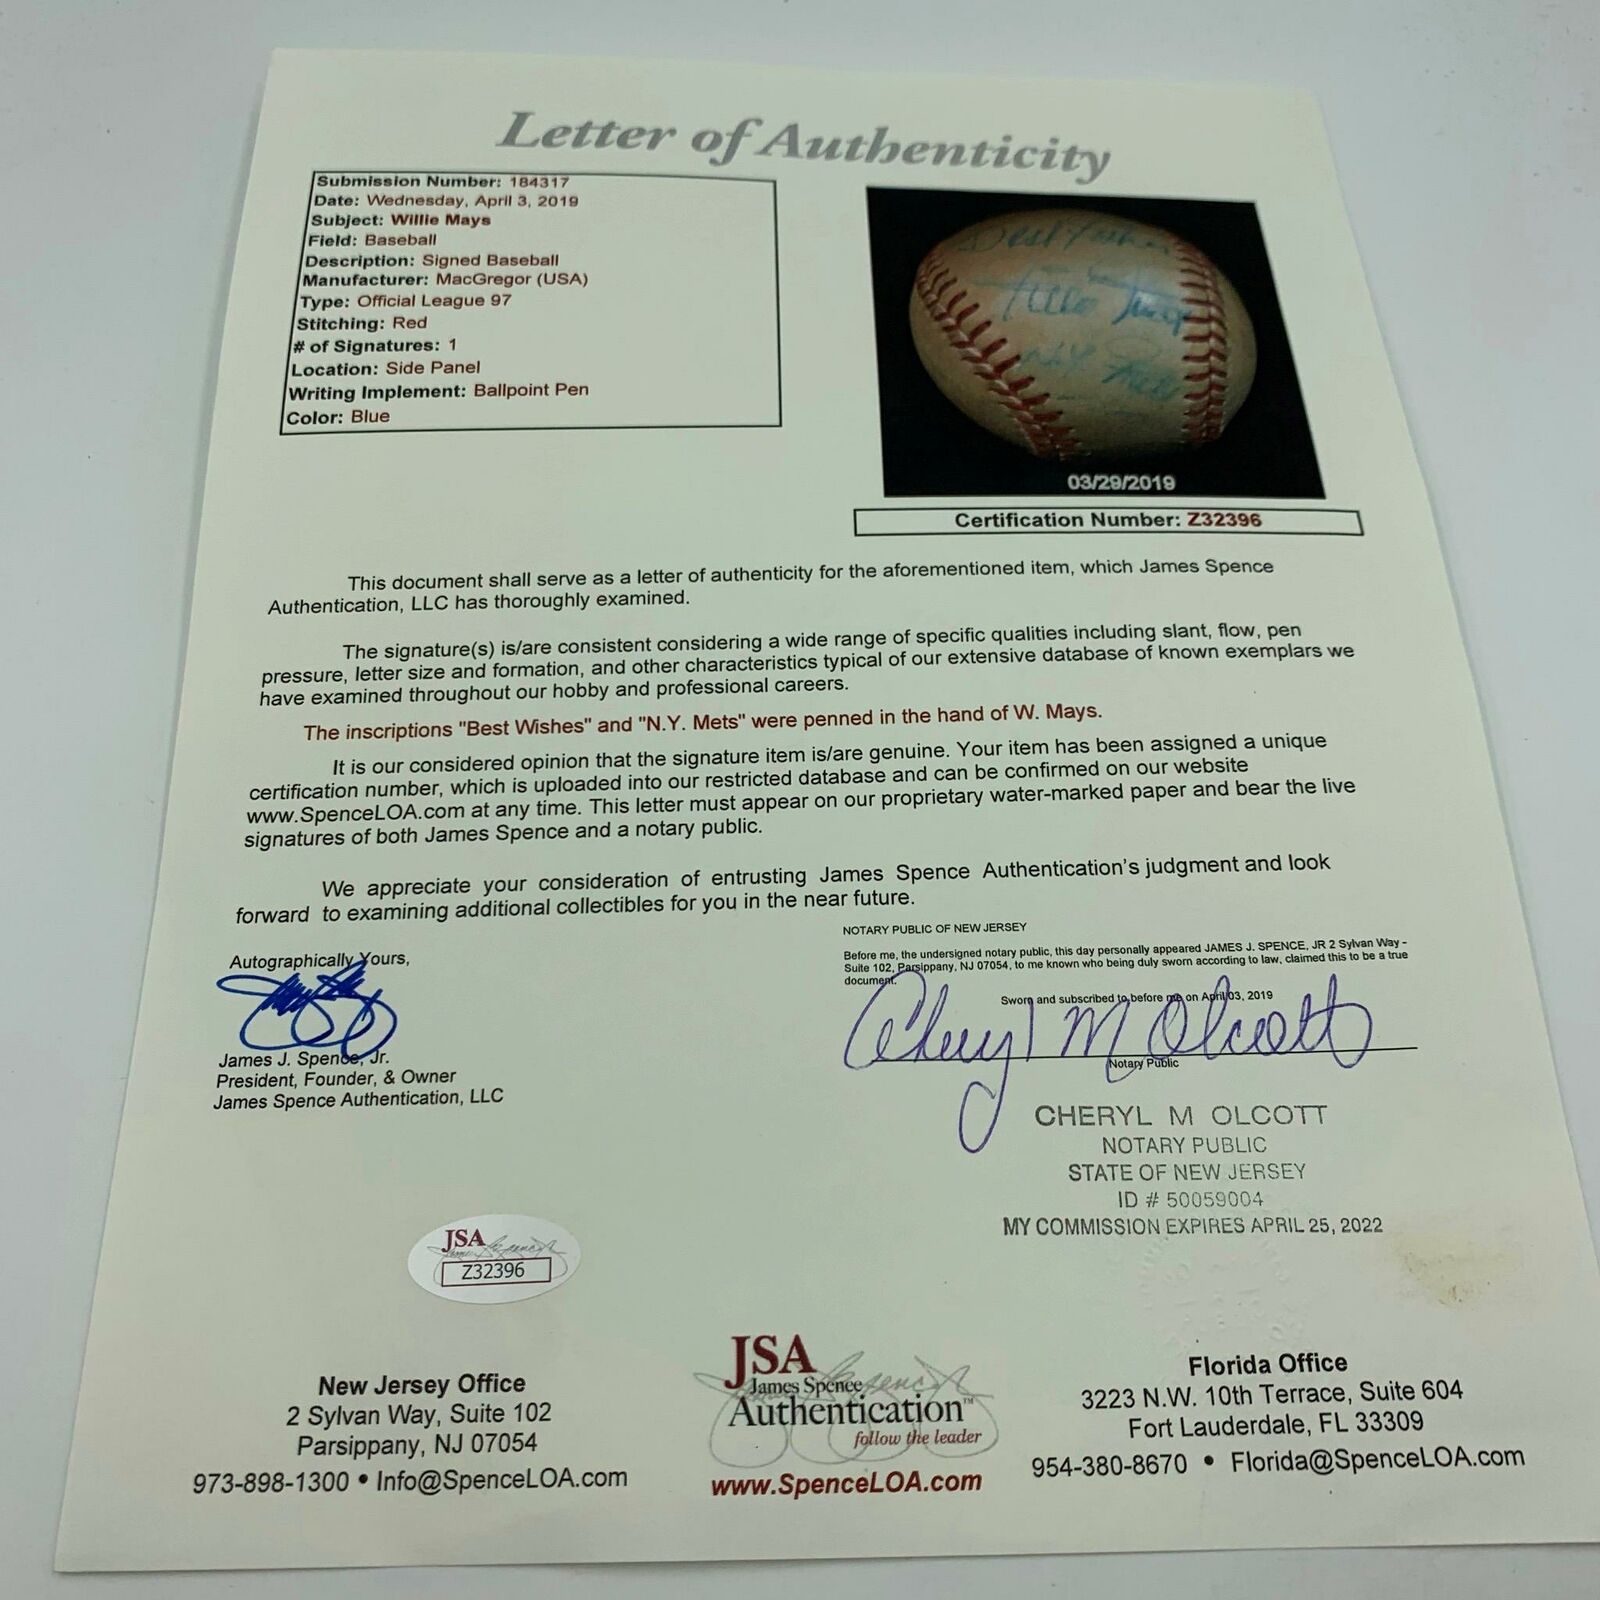 Letter of Authenticity
Submission Number: 184317
Date: Wednesday, April 3, 2019
Subject: Willie Mays
Field: Baseball
Description: Signed Baseball
Manufacturer: MacGregor (USA)
Type: Official League 97
Stitching: Red
# of Signatures: 1
Location: Side Panel
Writing Implement: Ballpoint Pen
Color: Blue
Best Wishes
Willie Mays
N.Y. Mets
03/29/2019
Certification Number: Z32396
This document shall serve as a letter of authenticity for the aforementioned item, which James Spence
Authentication, LLC has thoroughly examined.
The signature(s) is/are consistent considering a wide range of specific qualities including slant, flow, pen
pressure, letter size and formation, and other characteristics typical of our extensive database of known exemplars we
have examined throughout our hobby and professional careers.
The inscriptions "Best Wishes" and "N.Y. Mets" were penned in the hand of W. Mays.
It is our considered opinion that the signature item is/are genuine. Your item has been assigned a unique
certification number, which is uploaded into our restricted database and can be confirmed on our website
www.SpenceLOA.com at any time. This letter must appear on our proprietary water-marked paper and bear the live
signatures of both James Spence and a notary public.
We appreciate your consideration of entrusting James Spence Authentication's judgment and look
forward to examining additional collectibles for you in the near future.
Autographically Yours,
James J. Spence, Jr.
President, Founder, & Owner
James Spence Authentication, LLC
NOTARY PUBLIC OF NEW JERSEY
Before me, the undersigned notary public, this day personally appeared JAMES J. SPENCE, JR 2 Sylvan Way -
Suite 102, Parsippany, NJ 07054, to me known who being duly sworn according to law, claimed this to be a true
document.
Sworn and subscribed to before me on April 03, 2019
Cheryl M Olcott
Notary Public
CHERYL M OLCOTT
NOTARY PUBLIC
STATE OF NEW JERSEY
ID # 50059004
MY COMMISSION EXPIRES APRIL 25, 2022
JSA
Z32396
New Jersey Office
2 Sylvan Way, Suite 102
Parsippany, NJ 07054
973-898-1300 • Info@SpenceLOA.com
JSA
James Spence
Authentication™
follow the leader
www.SpenceLOA.com
Florida Office
3223 N.W. 10th Terrace, Suite 604
Fort Lauderdale, FL 33309
954-380-8670 • Florida@SpenceLOA.com